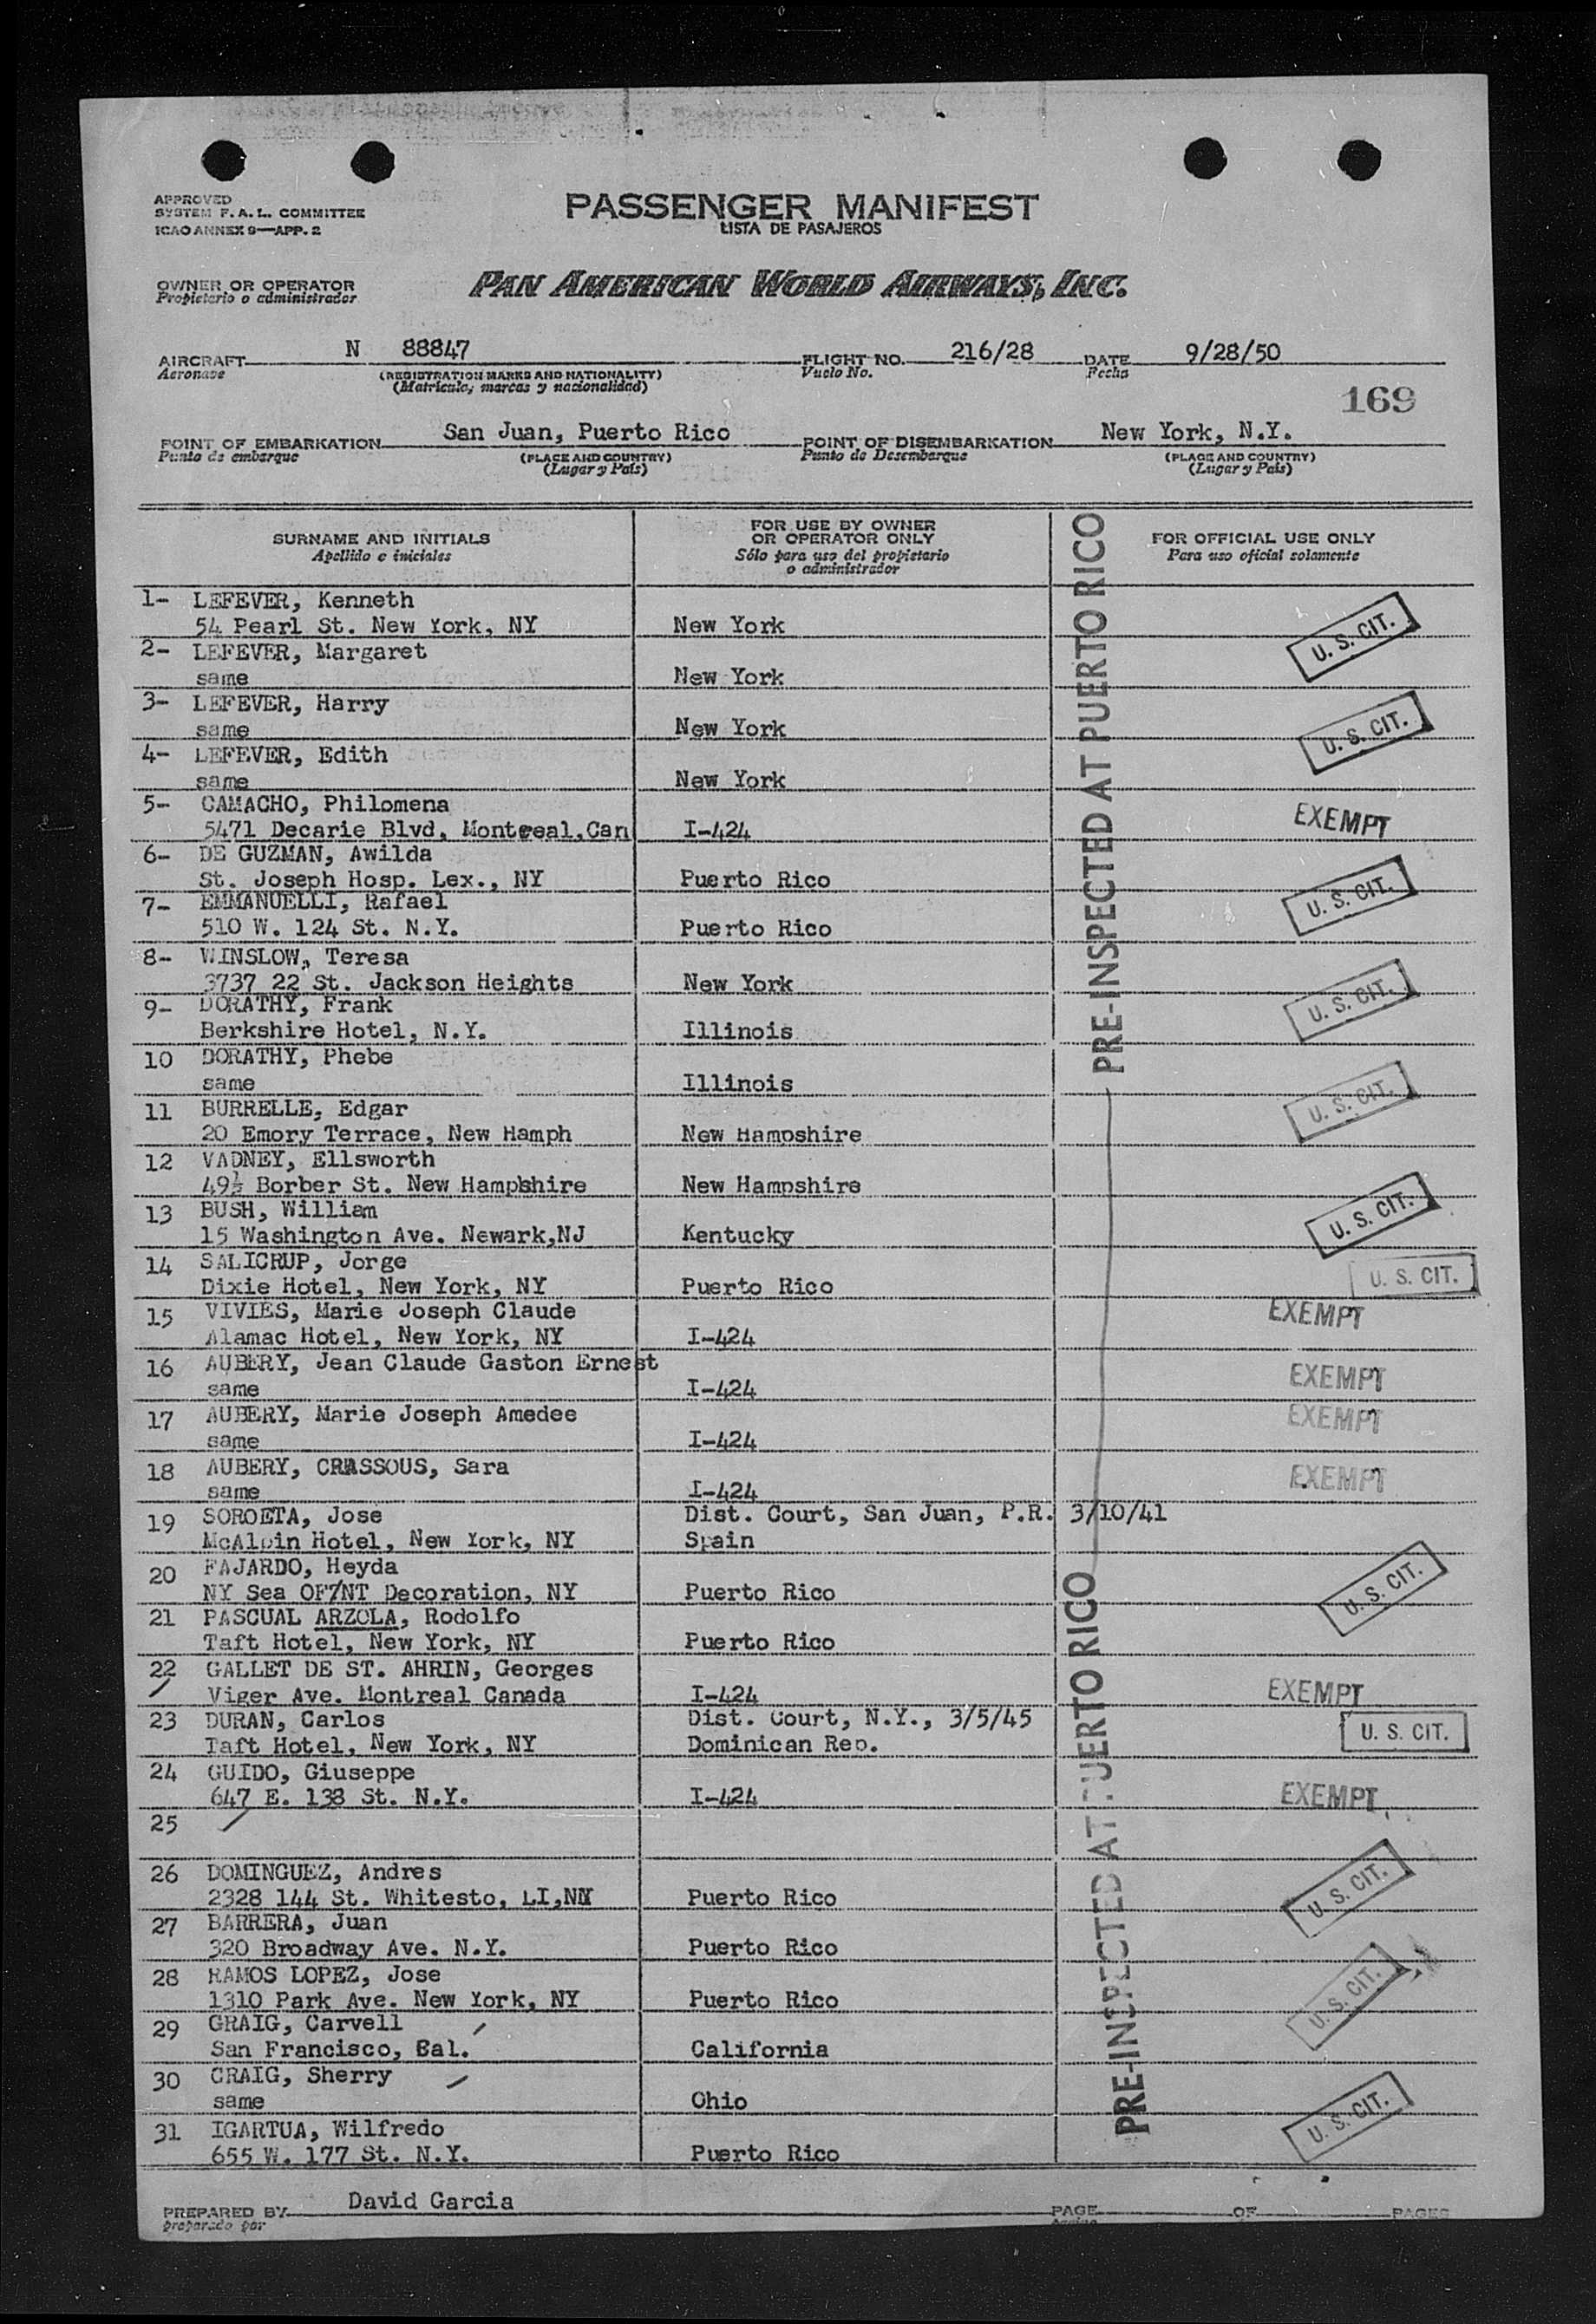 APPROVED
SYSTEM F. A. L. COMMITTEE
ICAO ANNEX 9—APP. 2
PASSENGER MANIFEST
LISTA DE PASAJEROS
OWNER OR OPERATOR
Propietario o administrador
PAN AMERICAN WORLD AIRWAYS, INC.
AIRCRAFT N 88847 FLIGHT NO. 216/28 DATE 9/28/50
Aeronave (REGISTRATION MARKS AND NATIONALITY) Vuelo No. Fecha
(Matricula, marcas y nacionalidad)
169
POINT OF EMBARKATION San Juan, Puerto Rico POINT OF DISEMBARKATION New York, N.Y.
Punto de embarque (PLACE AND COUNTRY) Punto de Desembarque (PLACE AND COUNTRY)
(Lugar y País) (Lugar y País)
SURNAME AND INITIALS
Apellido e iniciales
FOR USE BY OWNER
OR OPERATOR ONLY
Sólo para uso del propietario
o administrador
FOR OFFICIAL USE ONLY
Para uso oficial solamente
PRE-INSPECTED AT PUERTO RICO
1- LEFEVER, Kenneth
54 Pearl St. New York, NY New York U. S. CIT.
2- LEFEVER, Margaret
same New York
3- LEFEVER, Harry
same New York U. S. CIT.
4- LEFEVER, Edith
same New York
5- CAMACHO, Philomena EXEMPT
5471 Decarie Blvd, Montreal,Can I-424
6- DE GUZMAN, Awilda
St. Joseph Hosp. Lex., NY Puerto Rico U. S. CIT.
7- EMMANUELLI, Rafael
510 W. 124 St. N.Y. Puerto Rico
8- WINSLOW, Teresa
3737 22 St. Jackson Heights New York U. S. CIT.
9- DORATHY, Frank
Berkshire Hotel, N.Y. Illinois
10 DORATHY, Phebe
same Illinois U. S. CIT.
11 BURRELLE, Edgar
20 Emory Terrace, New Hamph New Hampshire
12 VADNEY, Ellsworth
49½ Borber St. New Hampshire New Hampshire
13 BUSH, William U. S. CIT.
15 Washington Ave. Newark,NJ Kentucky
14 SALICRUP, Jorge
Dixie Hotel, New York, NY Puerto Rico U. S. CIT.
15 VIVIES, Marie Joseph Claude EXEMPT
Alamac Hotel, New York, NY I-424
16 AUBERY, Jean Claude Gaston Ernest
same I-424 EXEMPT
17 AUBERY, Marie Joseph Amedee EXEMPT
same I-424
18 AUBERY, CRASSOUS, Sara EXEMPT
same I-424
19 SOROETA, Jose Dist. Court, San Juan, P.R. 3/10/41
McAlpin Hotel, New York, NY Spain
20 FAJARDO, Heyda
NY Sea OF/NT Decoration, NY Puerto Rico U. S. CIT.
21 PASCUAL ARZOLA, Rodolfo
Taft Hotel, New York, NY Puerto Rico
22 GALLET DE ST. AHRIN, Georges
Viger Ave. Montreal Canada I-424 EXEMPT
23 DURAN, Carlos Dist. Court, N.Y., 3/5/45
Taft Hotel, New York, NY Dominican Rep. U. S. CIT.
24 GUIDO, Giuseppe
647 E. 138 St. N.Y. I-424 EXEMPT
25
26 DOMINGUEZ, Andres
2328 144 St. Whitesto, LI,NY Puerto Rico U. S. CIT.
27 BARRERA, Juan
320 Broadway Ave. N.Y. Puerto Rico
28 RAMOS LOPEZ, Jose
1310 Park Ave. New York, NY Puerto Rico U. S. CIT.
29 GRAIG, Carvell
San Francisco, Cal. California
30 CRAIG, Sherry
same Ohio
31 IGARTUA, Wilfredo U. S. CIT.
655 W. 177 St. N.Y. Puerto Rico
PRE-INSPECTED AT PUERTO RICO
PREPARED BY David Garcia PAGE OF PAGES
preparado por